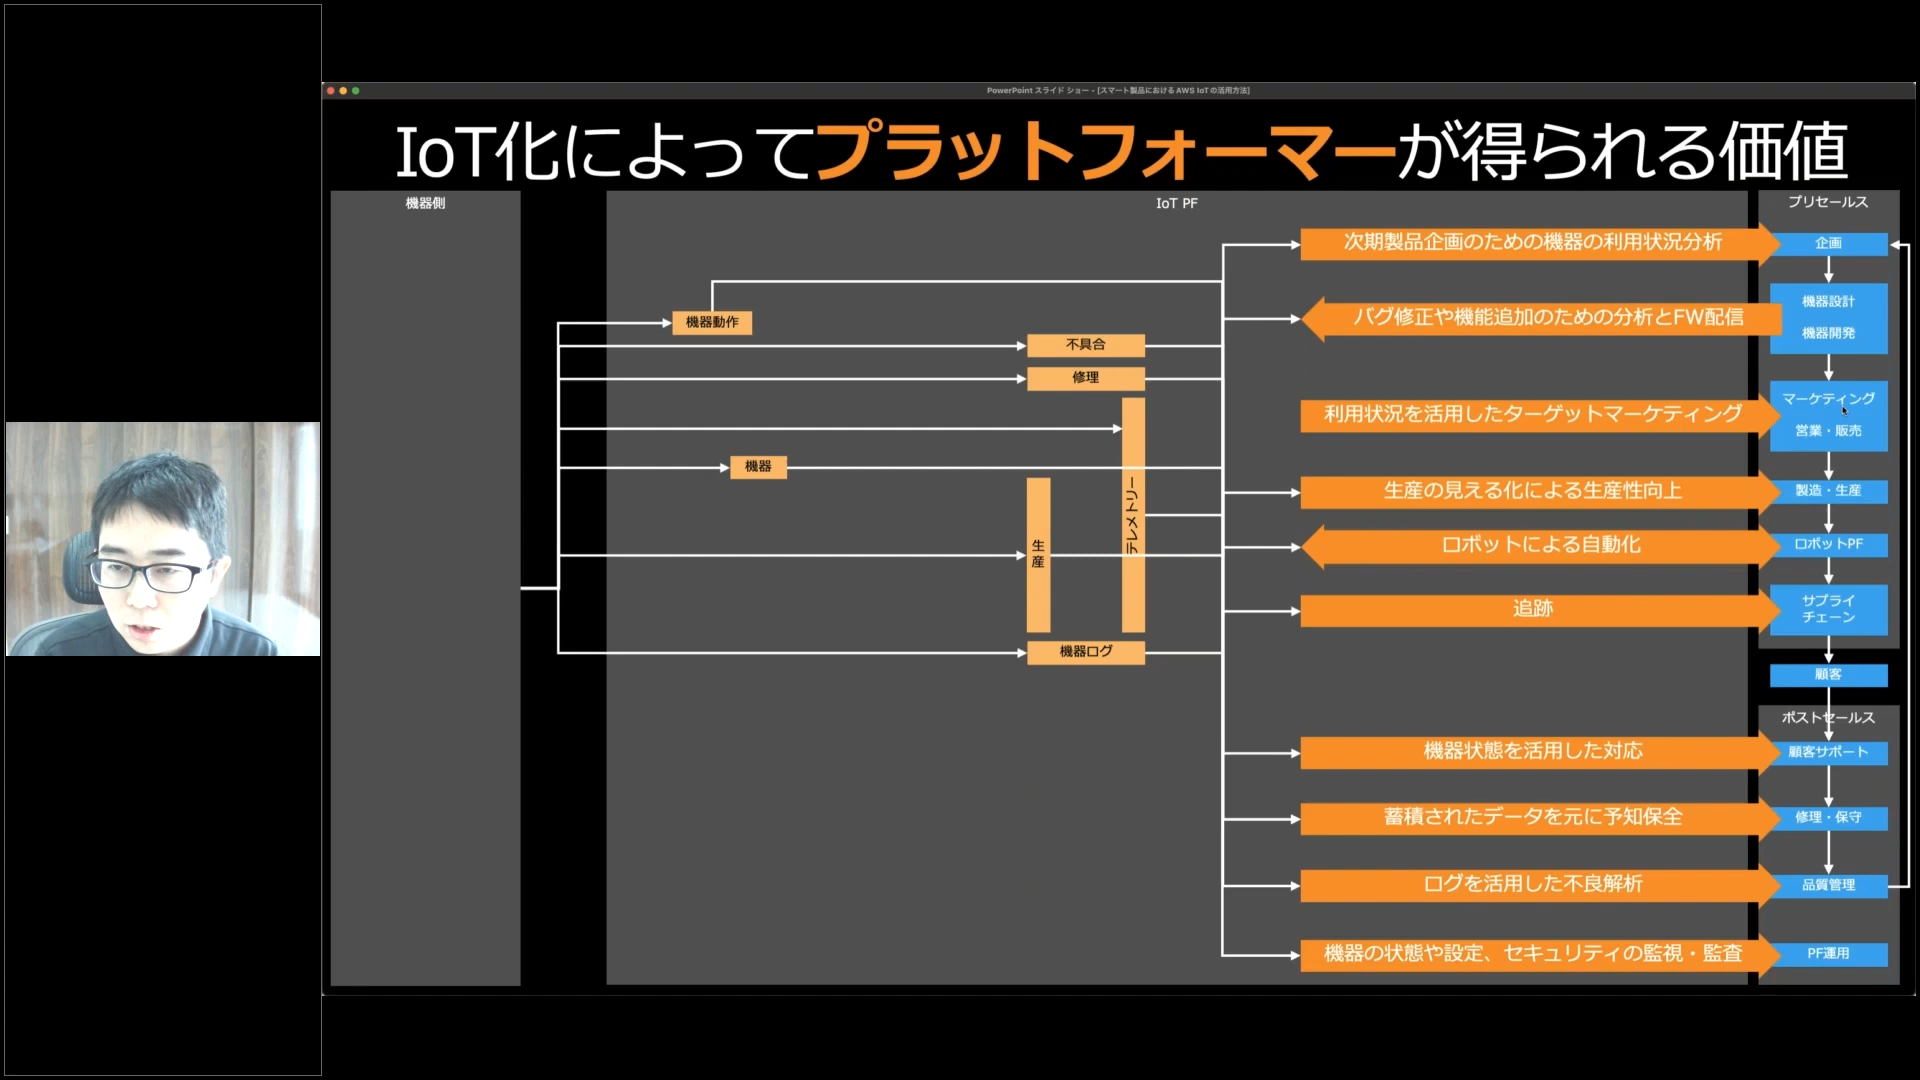 PowerPoint スライド ショー - [スマート製品における AWS IoT の活用方法]
IoT化によってプラットフォーマーが得られる価値
機器側
IoT PF
プリセールス
次期製品企画のための機器の利用状況分析
企画
機器動作
バグ修正や機能追加のための分析とFW配信
機器設計
機器開発
不具合
修理
利用状況を活用したターゲットマーケティング
マーケティング
営業・販売
機器
テレメトリー
生産
生産の見える化による生産性向上
製造・生産
ロボットによる自動化
ロボットPF
追跡
サプライ
チェーン
機器ログ
顧客
ポストセールス
機器状態を活用した対応
顧客サポート
蓄積されたデータを元に予知保全
修理・保守
ログを活用した不良解析
品質管理
機器の状態や設定、セキュリティの監視・監査
PF運用